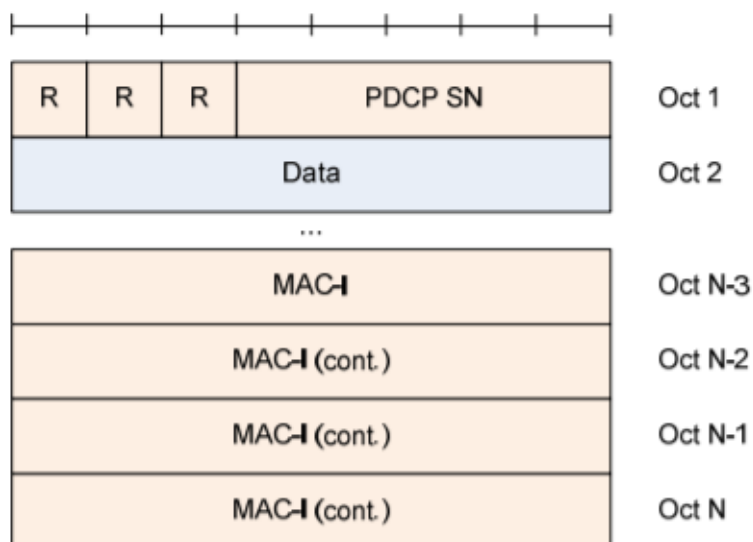 R R R PDCP SN Oct 1
Data Oct 2
...
MAC-I Oct N-3
MAC-I (cont.) Oct N-2
MAC-I (cont.) Oct N-1
MAC-I (cont.) Oct N